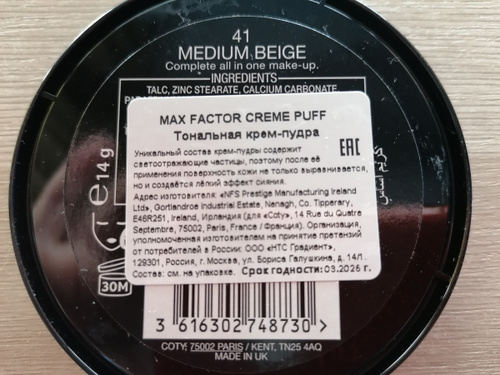 41
MEDIUM BEIGE
Complete all in one make-up.
INGREDIENTS
TALC, ZINC STEARATE, CALCIUM CARBONATE
MAX FACTOR CREME PUFF
Тональная крем-пудра
Уникальный состав крем-пудры содержит
светоотражающие частицы, поэтому после её
применения поверхность кожи не только выравнивается,
но и создаётся лёгкий эффект сияния.
Адрес изготовителя: «NFS Prestige Manufacturing Ireland
Ltd», Gortlandroe Industrial Estate, Nenagh, Co. Tipperary,
E46R251, Ireland, Ирландия (для «Coty», 14 Rue du Quatre
Septembre, 75002, Paris, France / Франция). Организация,
уполномоченная изготовителем на принятие претензий
от потребителей в России: ООО «НТС Градиент»,
129301, Россия, г. Москва, ул. Бориса Галушкина, д. 14/1.
Состав: см. на упаковке. Срок годности: 03.2026 г.
EAC
e 14 g
كريم أساس
30M
3 616302 748730 >
COTY: 75002 PARIS / KENT, TN25 4AQ
MADE IN UK